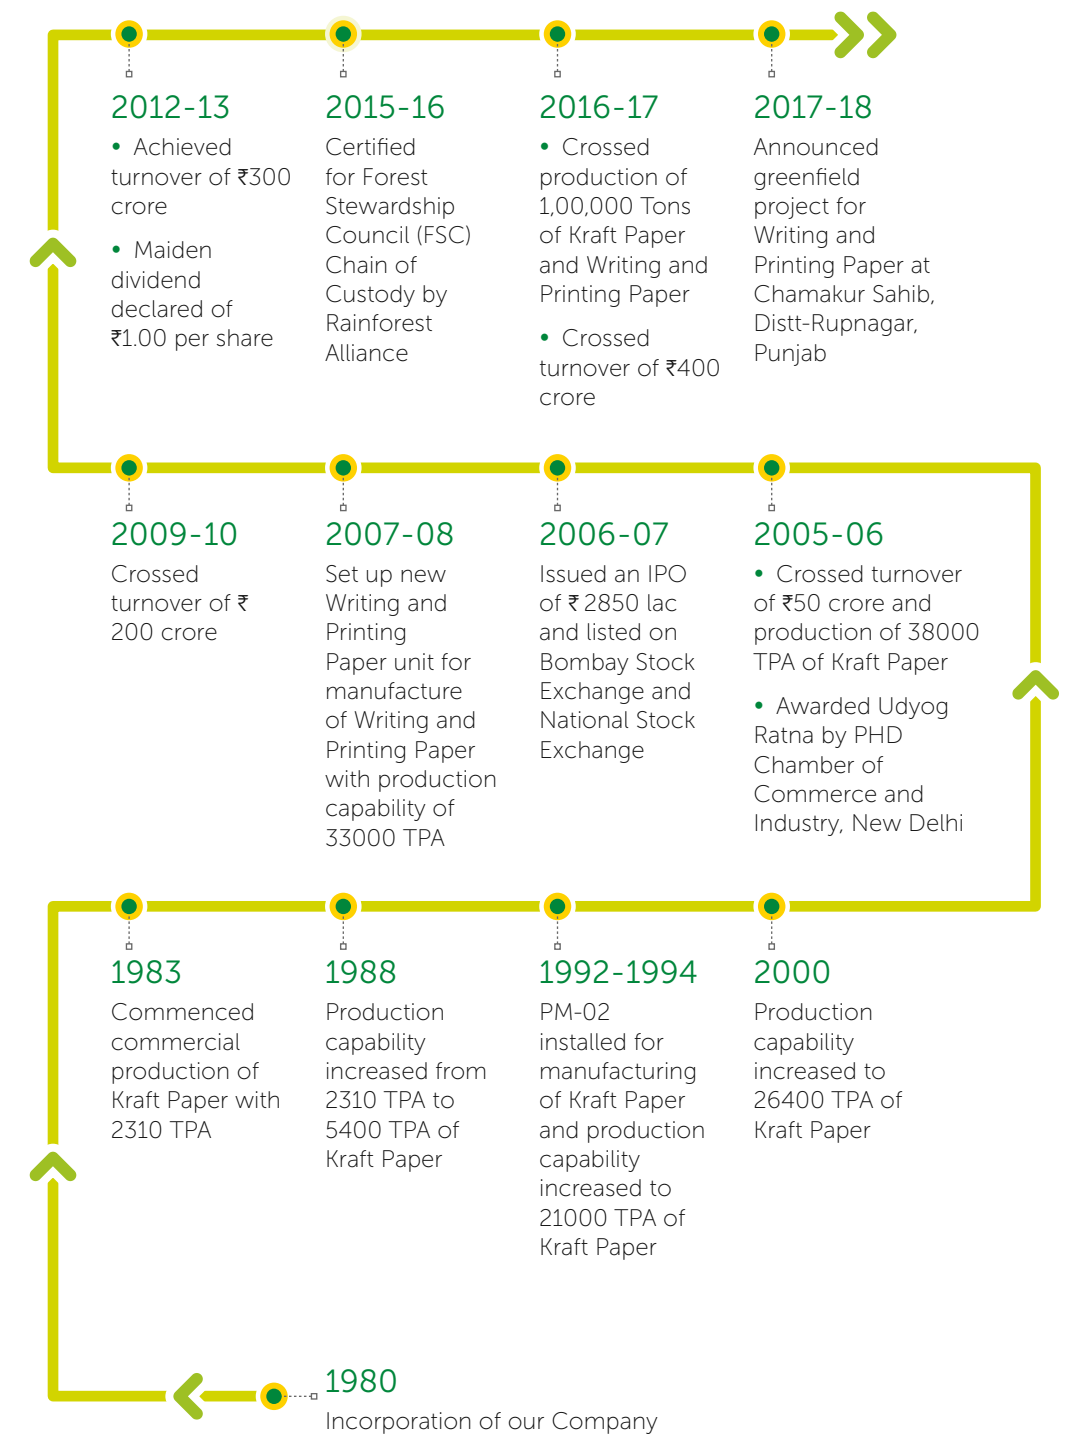 2012-13
• Achieved
turnover of ₹300
crore
• Maiden
dividend
declared of
₹1.00 per share
2015-16
Certified
for Forest
Stewardship
Council (FSC)
Chain of
Custody by
Rainforest
Alliance
2016-17
• Crossed
production of
1,00,000 Tons
of Kraft Paper
and Writing and
Printing Paper
• Crossed
turnover of ₹400
crore
2017-18
Announced
greenfield
project for
Writing and
Printing Paper at
Chamakur Sahib,
Distt-Rupnagar,
Punjab
2009-10
Crossed
turnover of ₹
200 crore
2007-08
Set up new
Writing and
Printing
Paper unit for
manufacture
of Writing and
Printing Paper
with production
capability of
33000 TPA
2006-07
Issued an IPO
of ₹ 2850 lac
and listed on
Bombay Stock
Exchange and
National Stock
Exchange
2005-06
• Crossed turnover
of ₹50 crore and
production of 38000
TPA of Kraft Paper
• Awarded Udyog
Ratna by PHD
Chamber of
Commerce and
Industry, New Delhi
1983
Commenced
commercial
production of
Kraft Paper with
2310 TPA
1988
Production
capability
increased from
2310 TPA to
5400 TPA of
Kraft Paper
1992-1994
PM-02
installed for
manufacturing
of Kraft Paper
and production
capability
increased to
21000 TPA of
Kraft Paper
2000
Production
capability
increased to
26400 TPA of
Kraft Paper
1980
Incorporation of our Company